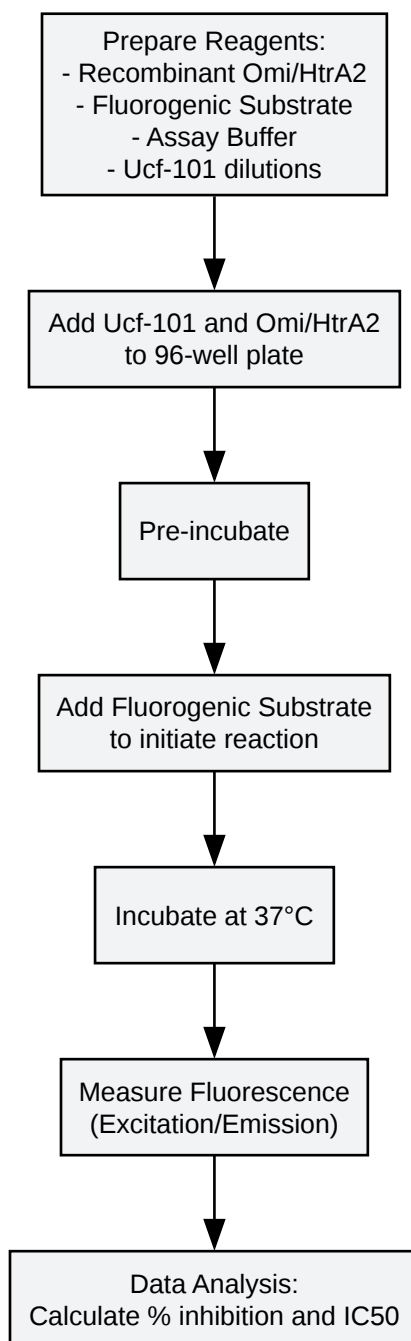 Prepare Reagents:
- Recombinant Omi/HtrA2
- Fluorogenic Substrate
- Assay Buffer
- Ucf-101 dilutions
Add Ucf-101 and Omi/HtrA2
to 96-well plate
Pre-incubate
Add Fluorogenic Substrate
to initiate reaction
Incubate at 37°C
Measure Fluorescence
(Excitation/Emission)
Data Analysis:
Calculate % inhibition and IC50